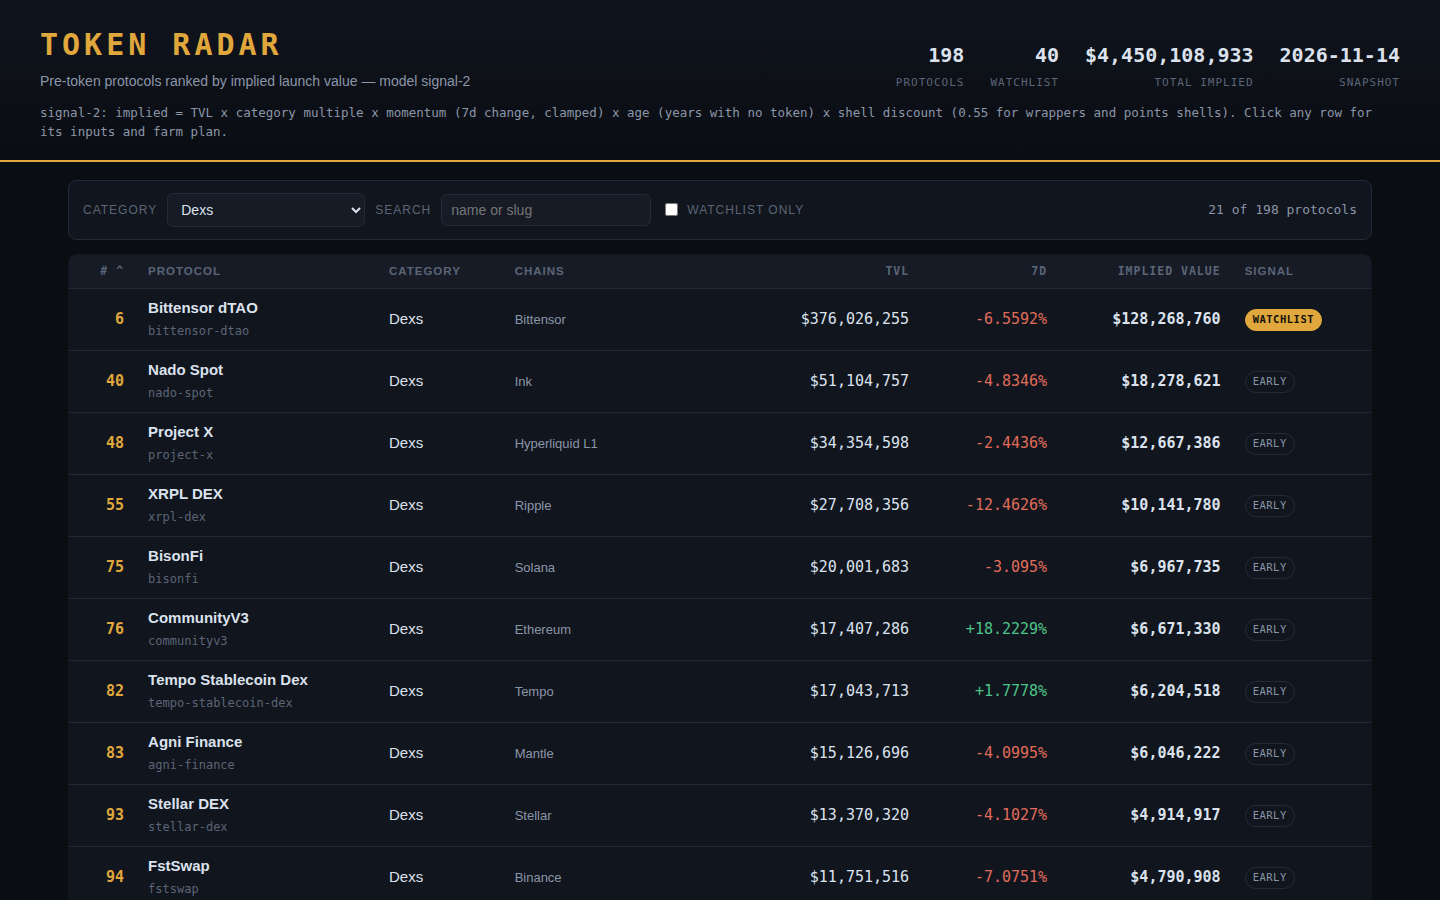 TOKEN RADAR
Pre-token protocols ranked by implied launch value — model signal-2
198 40 $4,450,108,933 2026-11-14
PROTOCOLS WATCHLIST TOTAL IMPLIED SNAPSHOT
signal-2: implied = TVL x category multiple x momentum (7d change, clamped) x age (years with no token) x shell discount (0.55 for wrappers and points shells). Click any row for
its inputs and farm plan.
CATEGORY Dexs SEARCH name or slug WATCHLIST ONLY 21 of 198 protocols
# ^ PROTOCOL CATEGORY CHAINS TVL 7D IMPLIED VALUE SIGNAL
6 Bittensor dTAO Dexs Bittensor $376,026,255 -6.5592% $128,268,760 WATCHLIST
bittensor-dtao
40 Nado Spot Dexs Ink $51,104,757 -4.8346% $18,278,621 EARLY
nado-spot
48 Project X Dexs Hyperliquid L1 $34,354,598 -2.4436% $12,667,386 EARLY
project-x
55 XRPL DEX Dexs Ripple $27,708,356 -12.4626% $10,141,780 EARLY
xrpl-dex
75 BisonFi Dexs Solana $20,001,683 -3.095% $6,967,735 EARLY
bisonfi
76 CommunityV3 Dexs Ethereum $17,407,286 +18.2229% $6,671,330 EARLY
communityv3
82 Tempo Stablecoin Dex Dexs Tempo $17,043,713 +1.7778% $6,204,518 EARLY
tempo-stablecoin-dex
83 Agni Finance Dexs Mantle $15,126,696 -4.0995% $6,046,222 EARLY
agni-finance
93 Stellar DEX Dexs Stellar $13,370,320 -4.1027% $4,914,917 EARLY
stellar-dex
94 FstSwap Dexs Binance $11,751,516 -7.0751% $4,790,908 EARLY
fstswap